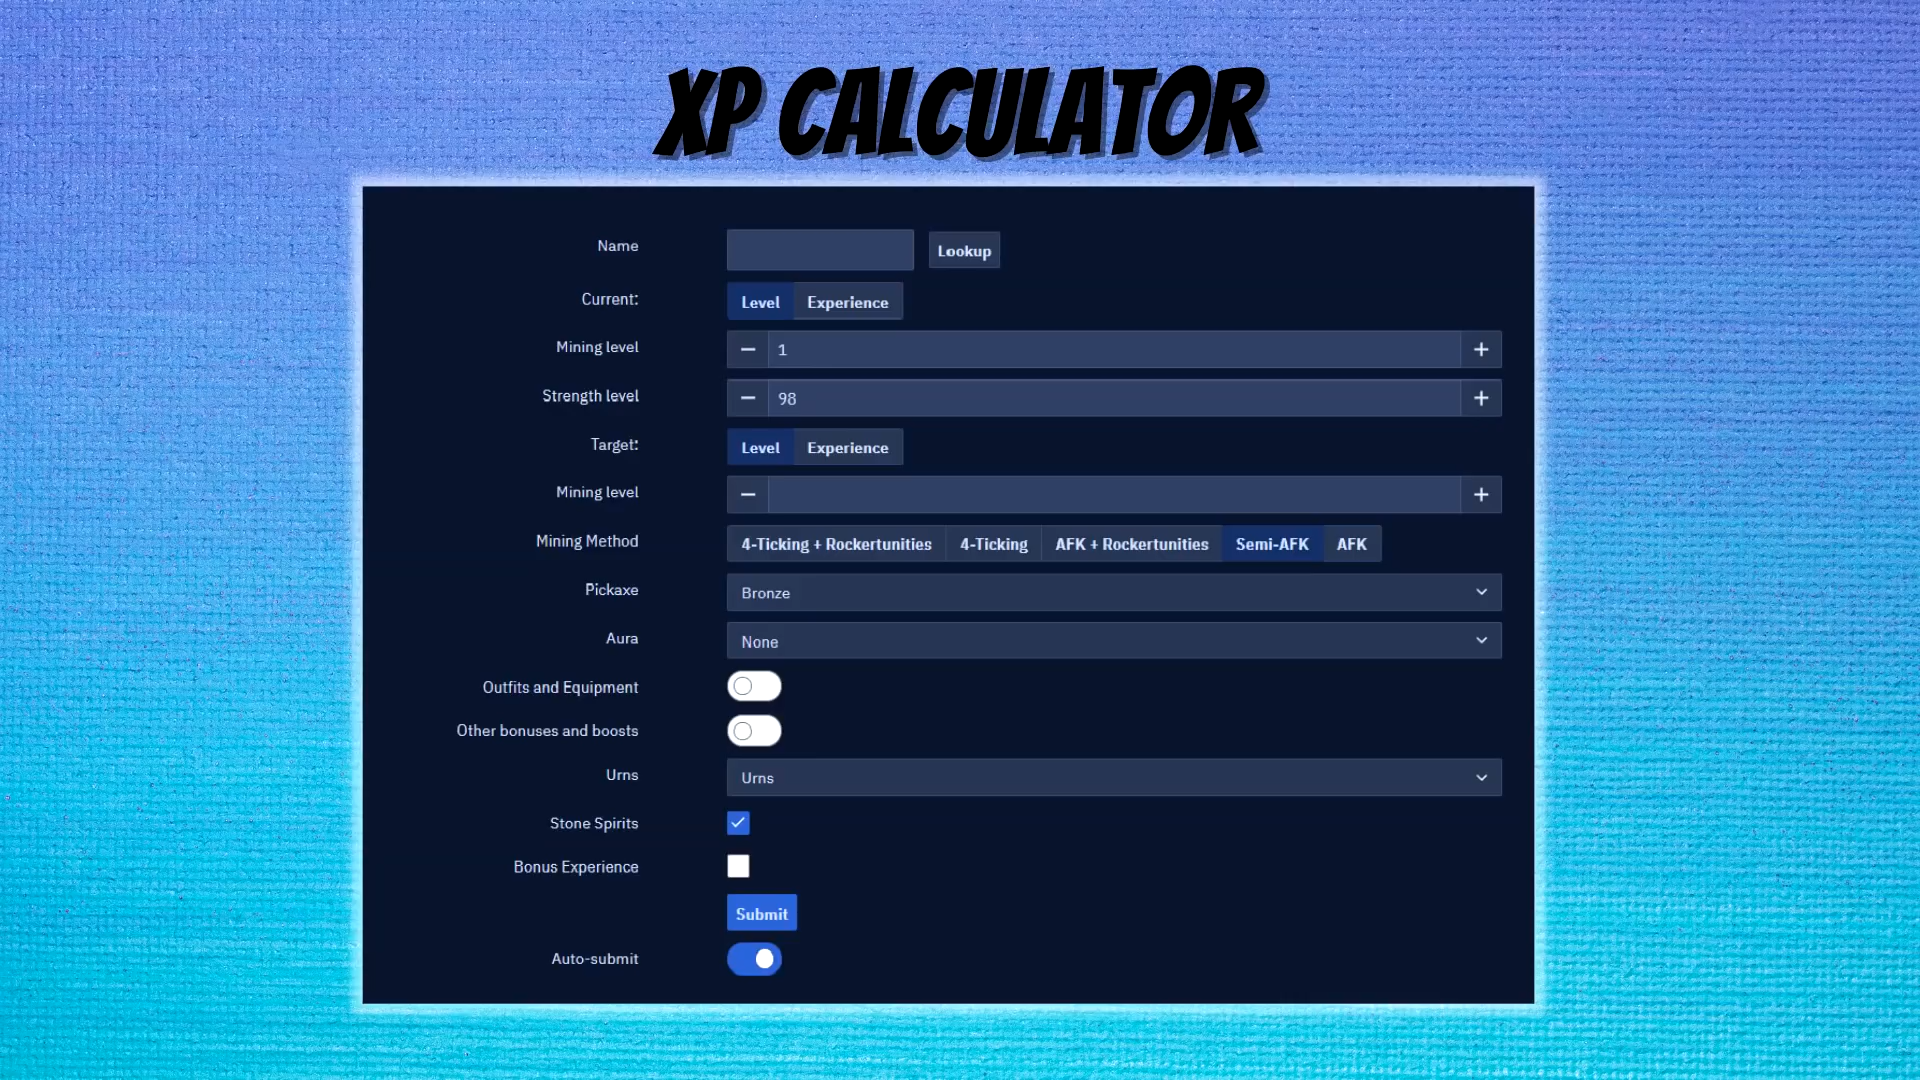 XP CALCULATOR
Name Lookup
Current: Level Experience
Mining level 1
Strength level 98
Target: Level Experience
Mining level
Mining Method 4-Ticking + Rockertunities 4-Ticking AFK + Rockertunities Semi-AFK AFK
Pickaxe Bronze
Aura None
Outfits and Equipment
Other bonuses and boosts
Urns Urns
Stone Spirits
Bonus Experience
Submit
Auto-submit